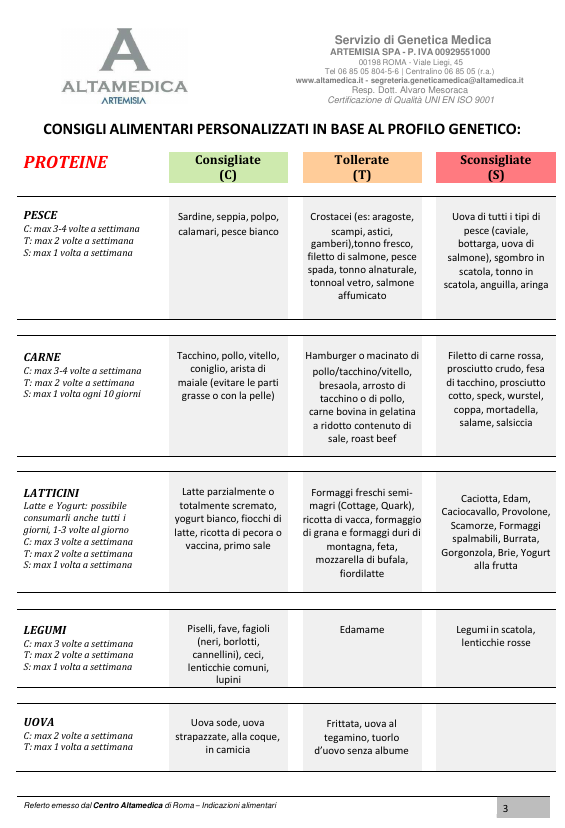 ALTAMEDICA
ARTEMISIA
Servizio di Genetica Medica
ARTEMISIA SPA - P. IVA 00929551000
00198 ROMA - Viale Liegi, 45
Tel 06 85 05 804-5-6 | Centralino 06 85 05 (r.a.)
www.altamedica.it - segreteria.geneticamedica@altamedica.it
Resp. Dott. Alvaro Mesoraca
Certificazione di Qualità UNI EN ISO 9001
CONSIGLI ALIMENTARI PERSONALIZZATI IN BASE AL PROFILO GENETICO:
PROTEINE
Consigliate
(C)
Tollerate
(T)
Sconsigliate
(S)
PESCE
C: max 3-4 volte a settimana
T: max 2 volte a settimana
S: max 1 volta a settimana
Sardine, seppia, polpo,
calamari, pesce bianco
Crostacei (es: aragoste,
scampi, astici,
gamberi),tonno fresco,
filetto di salmone, pesce
spada, tonno alnaturale,
tonnoal vetro, salmone
affumicato
Uova di tutti i tipi di
pesce (caviale,
bottarga, uova di
salmone), sgombro in
scatola, tonno in
scatola, anguilla, aringa
CARNE
C: max 3-4 volte a settimana
T: max 2 volte a settimana
S: max 1 volta ogni 10 giorni
Tacchino, pollo, vitello,
coniglio, arista di
maiale (evitare le parti
grasse o con la pelle)
Hamburger o macinato di
pollo/tacchino/vitello,
bresaola, arrosto di
tacchino o di pollo,
carne bovina in gelatina
a ridotto contenuto di
sale, roast beef
Filetto di carne rossa,
prosciutto crudo, fesa
di tacchino, prosciutto
cotto, speck, wurstel,
coppa, mortadella,
salame, salsiccia
LATTICINI
Latte e Yogurt: possibile
consumarli anche tutti i
giorni, 1-3 volte al giorno
C: max 3 volte a settimana
T: max 2 volte a settimana
S: max 1 volta a settimana
Latte parzialmente o
totalmente scremato,
yogurt bianco, fiocchi di
latte, ricotta di pecora o
vaccina, primo sale
Formaggi freschi semi-
magri (Cottage, Quark),
ricotta di vacca, formaggio
di grana e formaggi duri di
montagna, feta,
mozzarella di bufala,
fiordilatte
Caciotta, Edam,
Caciocavallo, Provolone,
Scamorze, Formaggi
spalmabili, Burrata,
Gorgonzola, Brie, Yogurt
alla frutta
LEGUMI
C: max 3 volte a settimana
T: max 2 volte a settimana
S: max 1 volta a settimana
Piselli, fave, fagioli
(neri, borlotti,
cannellini), ceci,
lenticchie comuni,
lupini
Edamame
Legumi in scatola,
lenticchie rosse
UOVA
C: max 2 volte a settimana
T: max 1 volta a settimana
Uova sode, uova
strapazzate, alla coque,
in camicia
Frittata, uova al
tegamino, tuorlo
d'uovo senza albume
Referto emesso dal Centro Altamedica di Roma – Indicazioni alimentari
3